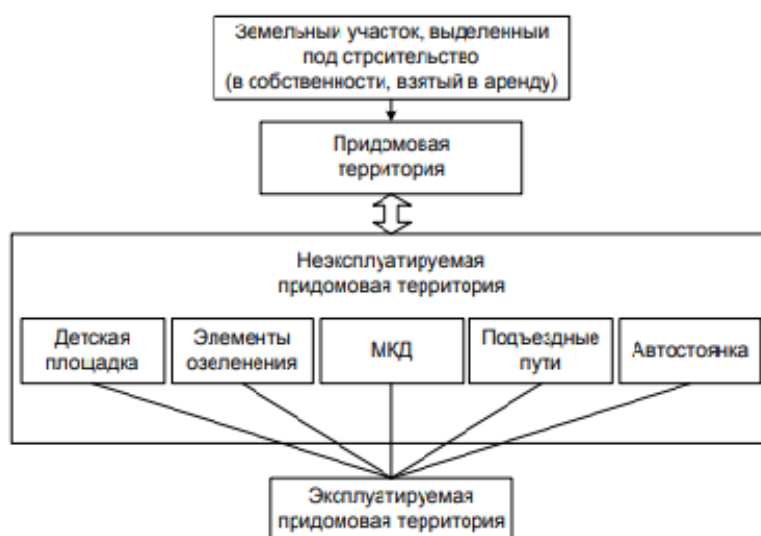 Земельный участок, выделенный
под стрсительство
(в собственности, взятый в аренду)
Придомовая
территория
Неэксплуатируемая
придомовая территория
Детская
площадка
Элементы
озеленения
МКД
Подъездные
пути
Автостоянка
Эксплуатируемая
придомовая территория